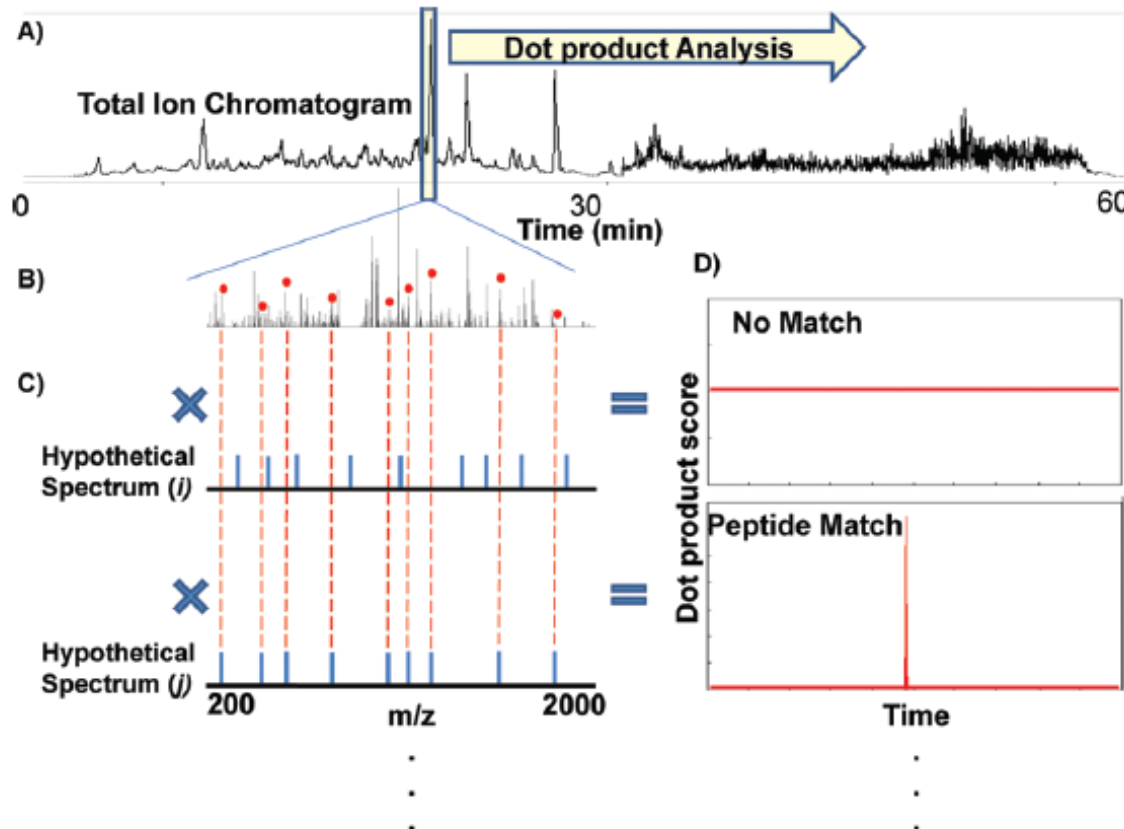 A)
Dot product Analysis
Total Ion Chromatogram
0
30
60
Time (min)
B)
D)
No Match
C)
Hypothetical
Spectrum (i)
Dot product score
Peptide Match
Hypothetical
Spectrum (j)
200
m/z
2000
Time